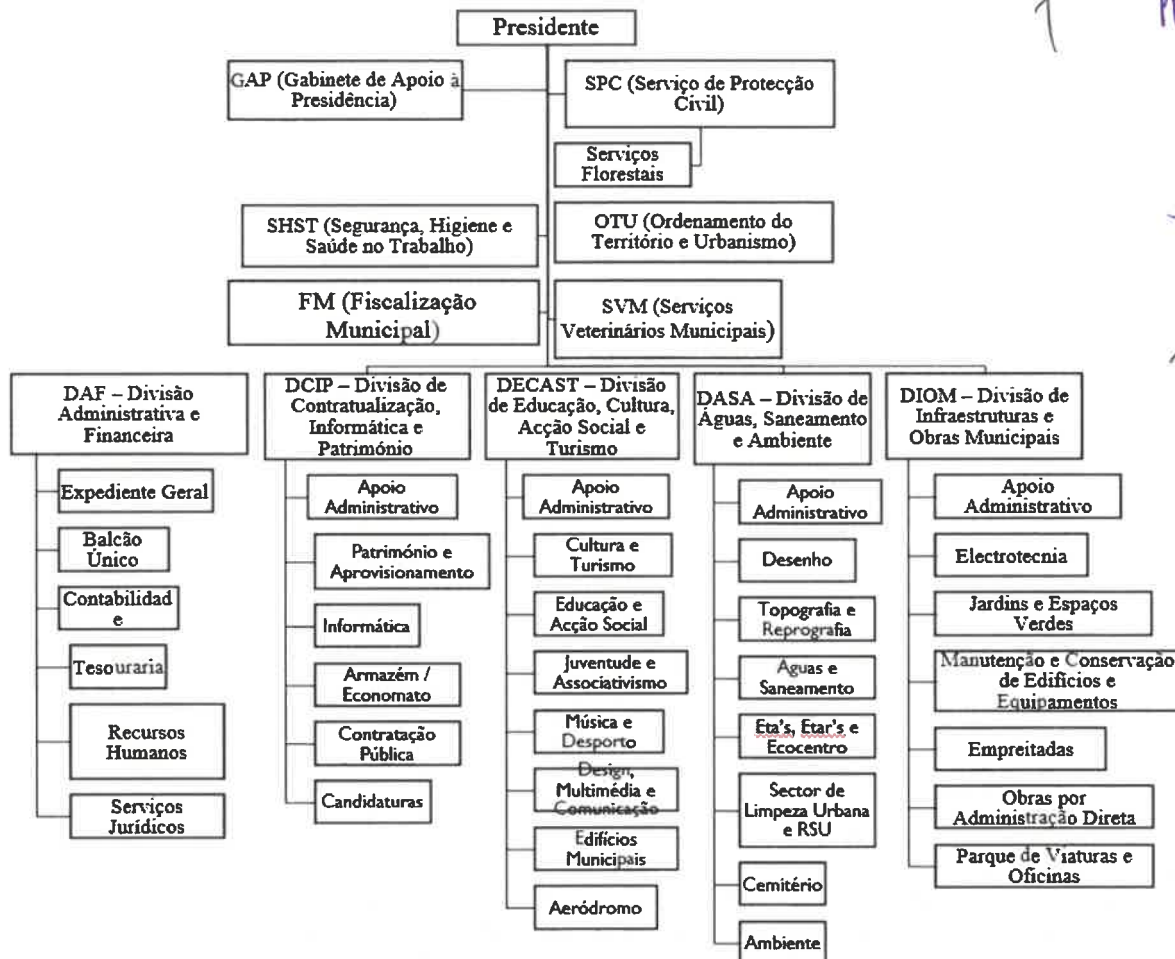 Presidente
GAP (Gabinete de Apoio à
Presidência)
SPC (Serviço de Protecção
Civil)
Serviços
Florestais
SHST (Segurança, Higiene e
Saúde no Trabalho)
OTU (Ordenamento do
Território e Urbanismo)
FM (Fiscalização
Municipal)
SVM (Serviços
Veterinários Municipais)
DAF – Divisão
Administrativa e
Financeira
Expediente Geral
Balcão
Único
Contabilidad
e
Tesouraria
Recursos
Humanos
Serviços
Jurídicos
DCIP – Divisão de
Contratualização,
Informática e
Património
Apoio
Administrativo
Património e
Aprovisionamento
Informática
Armazém /
Economato
Contratação
Pública
Candidaturas
DECAST – Divisão
de Educação, Cultura,
Acção Social e
Turismo
Apoio
Administrativo
Cultura e
Turismo
Educação e
Acção Social
Juventude e
Associativismo
Música e
Desporto
Design,
Multimédia e
Comunicação
Edifícios
Municipais
Aeródromo
DASA – Divisão de
Águas, Saneamento
e Ambiente
Apoio
Administrativo
Desenho
Topografia e
Reprografia
Aguas e
Saneamento
Eta's, Etar's e
Ecocentro
Sector de
Limpeza Urbana
e RSU
Cemitério
Ambiente
DIOM – Divisão de
Infraestruturas e
Obras Municipais
Apoio
Administrativo
Electrotecnia
Jardins e Espaços
Verdes
Manutenção e Conservação
de Edifícios e
Equipamentos
Empreitadas
Obras por
Administração Direta
Parque de Viaturas e
Oficinas